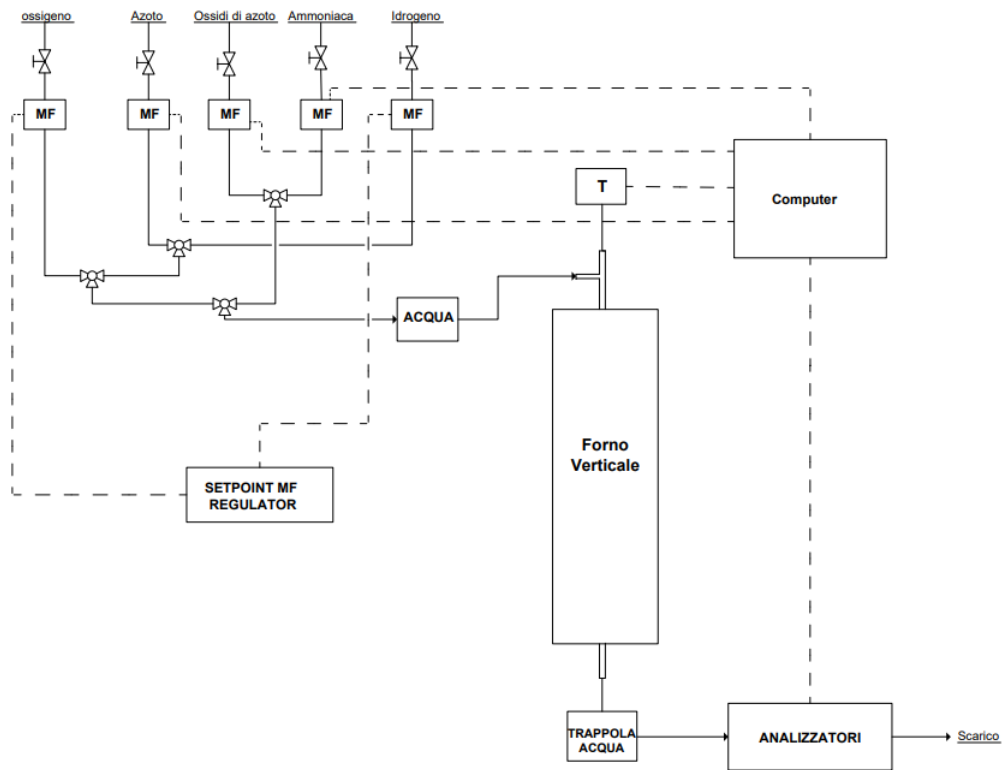 ossigeno
Azoto
Ossidi di azoto
Ammoniaca
Idrogeno
MF
MF
MF
MF
MF
T
Computer
ACQUA
Forno
Verticale
SETPOINT MF
REGULATOR
TRAPPOLA
ACQUA
ANALIZZATORI
Scarico